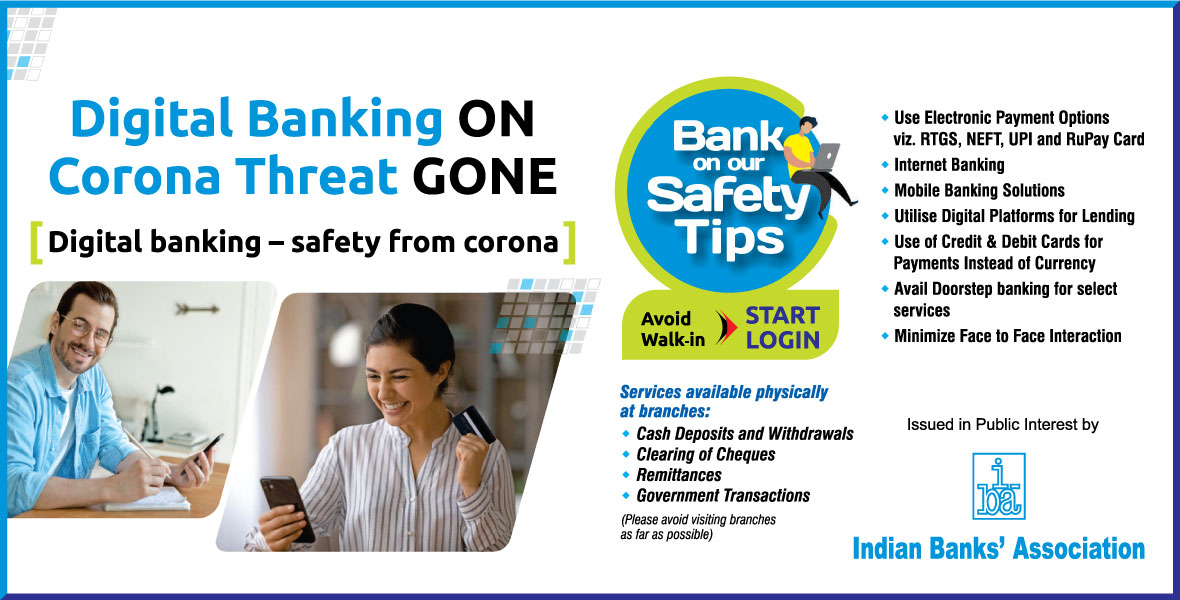 Digital Banking ON
Corona Threat GONE
[Digital banking – safety from corona]
Bank
on our
Safety
Tips
Avoid
Walk-in
START
LOGIN
Services available physically
at branches:
Cash Deposits and Withdrawals
Clearing of Cheques
Remittances
Government Transactions
(Please avoid visiting branches
as far as possible)
Use Electronic Payment Options
viz. RTGS, NEFT, UPI and RuPay Card
Internet Banking
Mobile Banking Solutions
Utilise Digital Platforms for Lending
Use of Credit & Debit Cards for
Payments Instead of Currency
Avail Doorstep banking for select
services
Minimize Face to Face Interaction
Issued in Public Interest by
iba
Indian Banks' Association